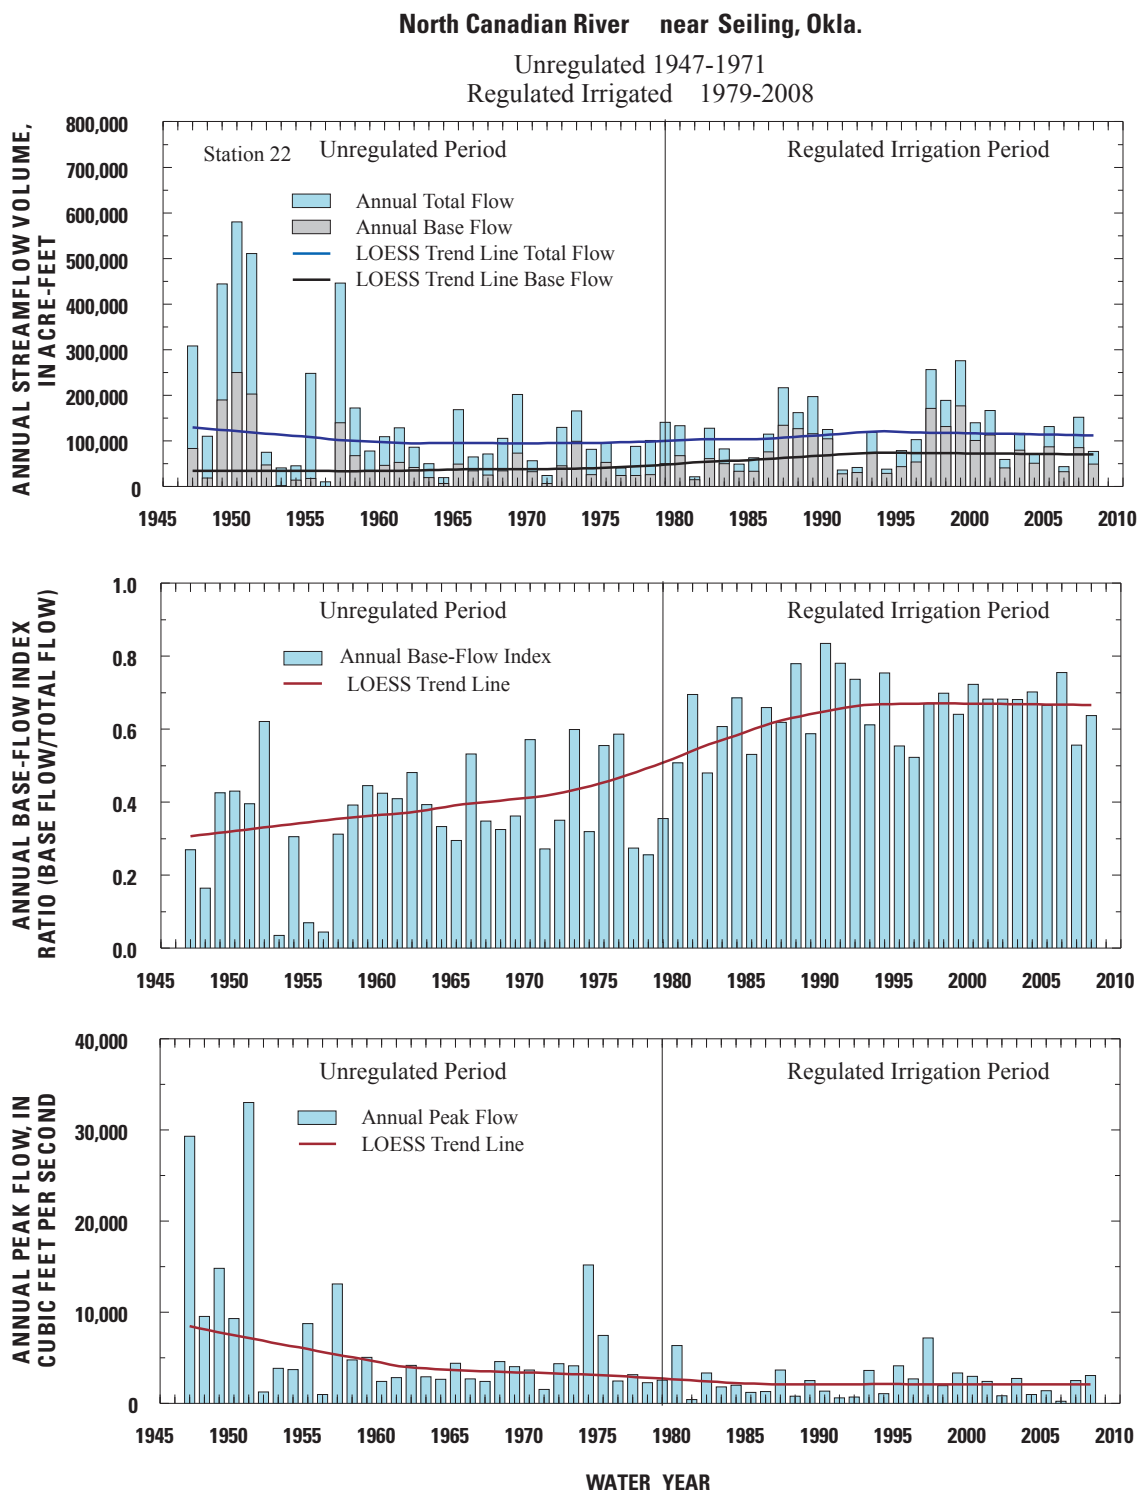 North Canadian River near Seiling, Okla.
Unregulated 1947-1971
Regulated Irrigated 1979-2008
ANNUAL STREAMFLOW VOLUME,
IN ACRE-FEET
800,000
700,000
600,000
500,000
400,000
300,000
200,000
100,000
0
Station 22
Unregulated Period
Regulated Irrigation Period
Annual Total Flow
Annual Base Flow
LOESS Trend Line Total Flow
LOESS Trend Line Base Flow
1945 1950 1955 1960 1965 1970 1975 1980 1985 1990 1995 2000 2005 2010
ANNUAL BASE-FLOW INDEX
RATIO (BASE FLOW/TOTAL FLOW)
1.0
0.8
0.6
0.4
0.2
0.0
Unregulated Period
Regulated Irrigation Period
Annual Base-Flow Index
LOESS Trend Line
1945 1950 1955 1960 1965 1970 1975 1980 1985 1990 1995 2000 2005 2010
ANNUAL PEAK FLOW, IN
CUBIC FEET PER SECOND
40,000
30,000
20,000
10,000
0
Unregulated Period
Regulated Irrigation Period
Annual Peak Flow
LOESS Trend Line
1945 1950 1955 1960 1965 1970 1975 1980 1985 1990 1995 2000 2005 2010
WATER YEAR